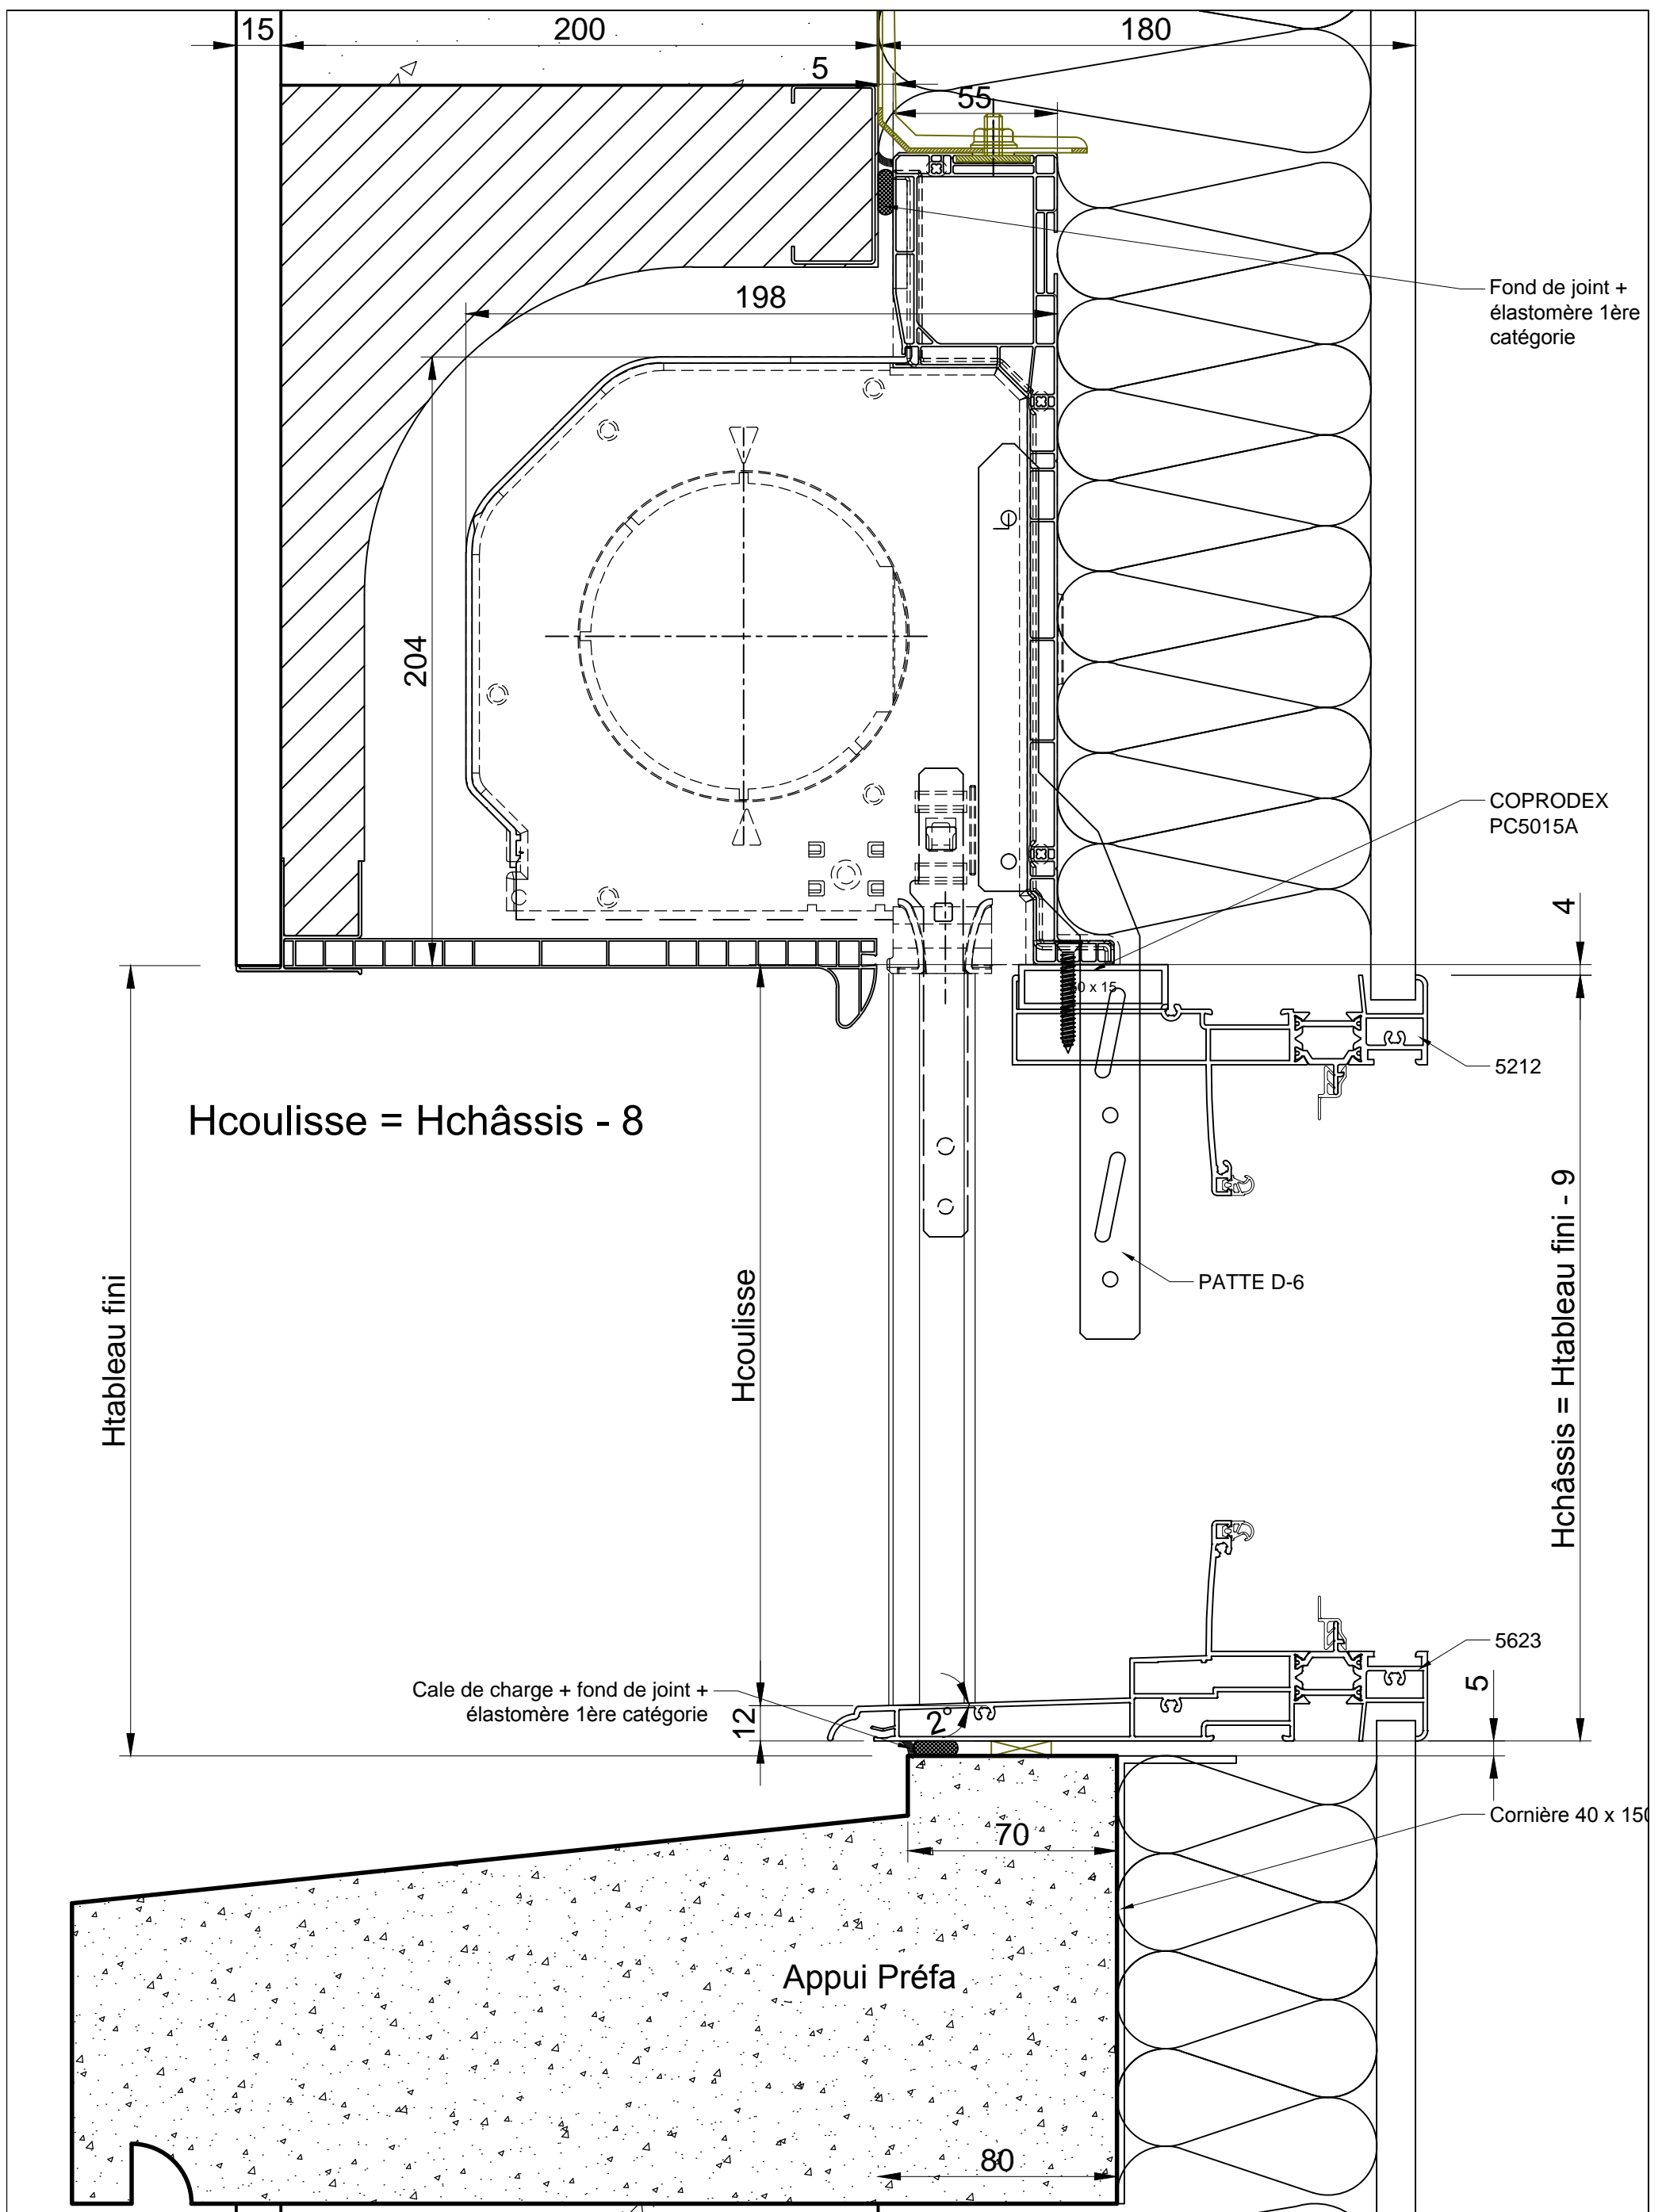 15
200
180
5
55
198
Fond de joint +
élastomère 1ère
catégorie
204
COPRODEX
PC5015A
4
0 x 15
5212
Hcoulisse = Hchâssis - 8
Htableau fini
Hcoulisse
PATTE D-6
Hchâssis = Htableau fini - 9
5623
Cale de charge + fond de joint +
élastomère 1ère catégorie
12
2°
5
70
Cornière 40 x 150
Appui Préfa
80